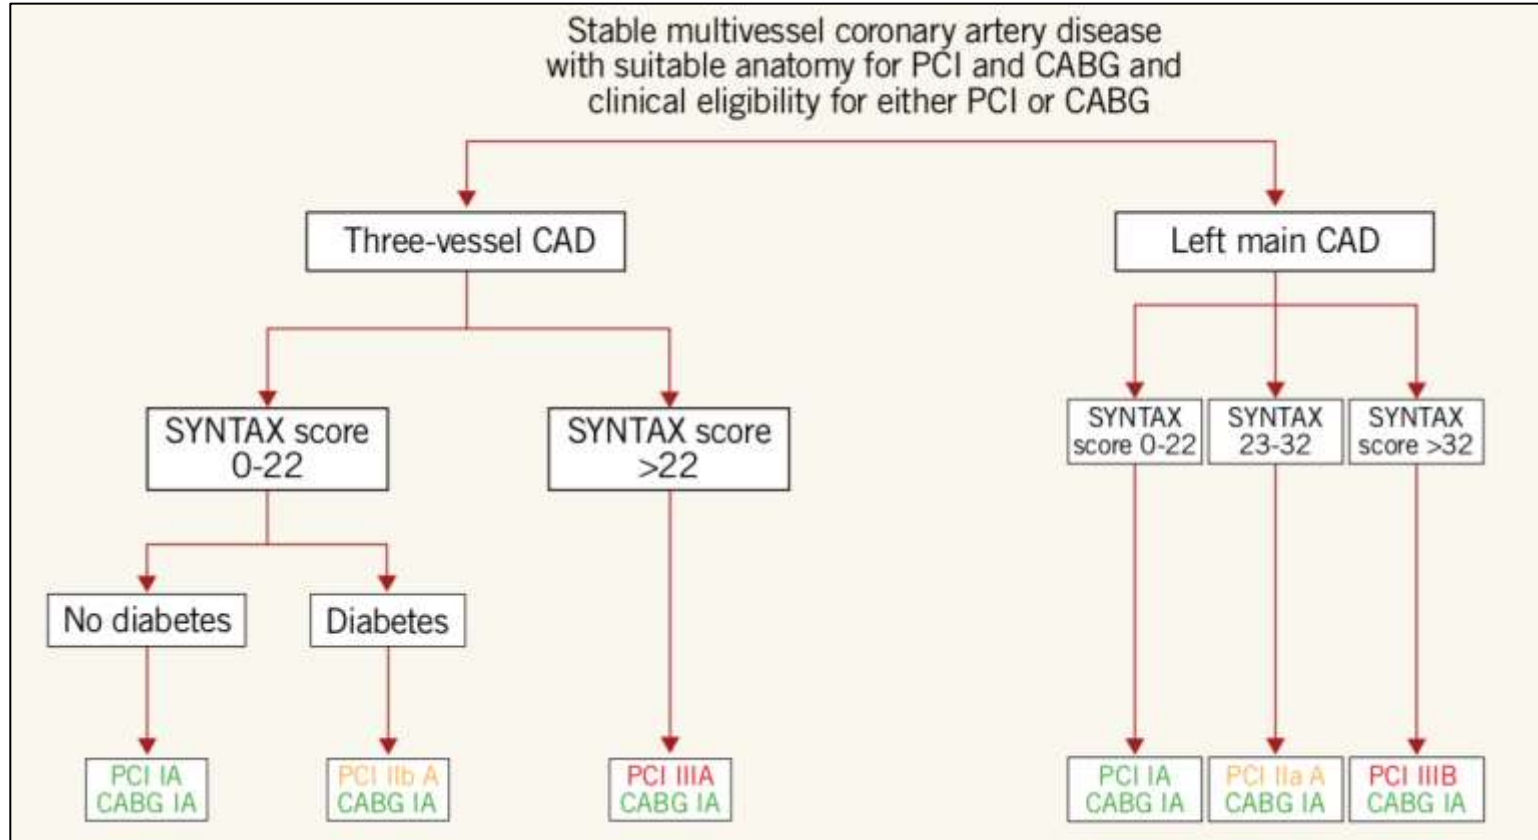 Stable multivessel coronary artery disease
with suitable anatomy for PCI and CABG and
clinical eligibility for either PCI or CABG
Three-vessel CAD
Left main CAD
SYNTAX score
0-22
SYNTAX score
>22
SYNTAX
score 0-22
SYNTAX
23-32
SYNTAX
score >32
No diabetes
Diabetes
PCI IA
CABG IA
PCI IIb A
CABG IA
PCI IIIA
CABG IA
PCI IA
CABG IA
PCI IIa A
CABG IA
PCI IIIB
CABG IA